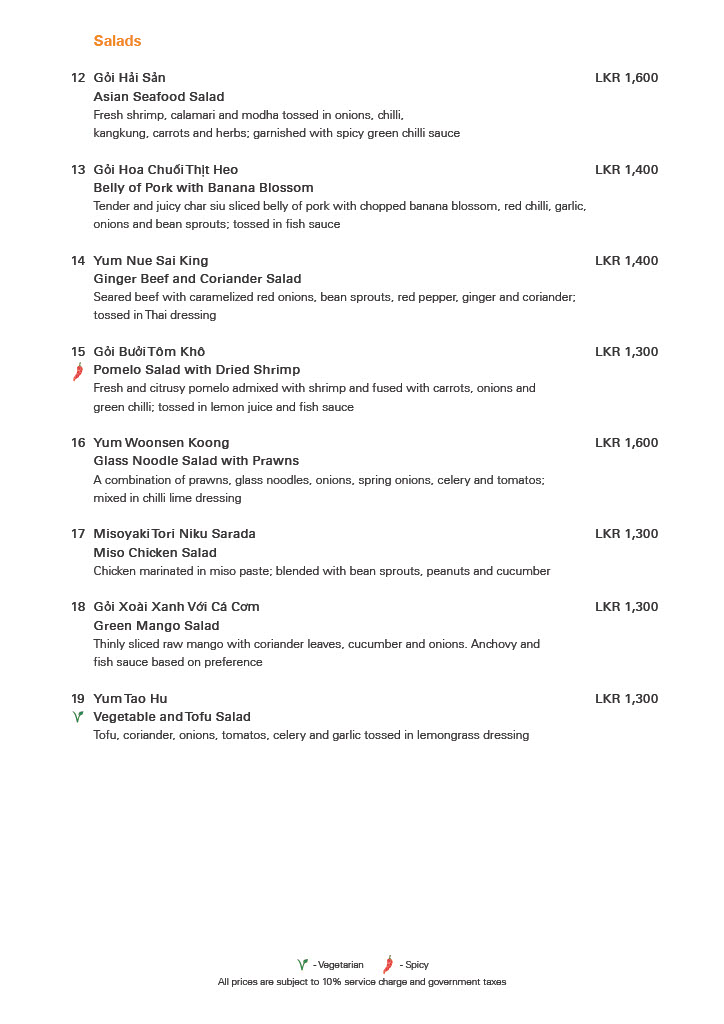 Salads
12 Gỏi Hải Sản LKR 1,600
Asian Seafood Salad
Fresh shrimp, calamari and modha tossed in onions, chilli,
kangkung, carrots and herbs; garnished with spicy green chilli sauce
13 Gỏi Hoa Chuối Thịt Heo LKR 1,400
Belly of Pork with Banana Blossom
Tender and juicy char siu sliced belly of pork with chopped banana blossom, red chilli, garlic,
onions and bean sprouts; tossed in fish sauce
14 Yum Nue Sai King LKR 1,400
Ginger Beef and Coriander Salad
Seared beef with caramelized red onions, bean sprouts, red pepper, ginger and coriander;
tossed in Thai dressing
15 Gỏi Bưởi Tôm Khô LKR 1,300
Pomelo Salad with Dried Shrimp
Fresh and citrusy pomelo admixed with shrimp and fused with carrots, onions and
green chilli; tossed in lemon juice and fish sauce
16 Yum Woonsen Koong LKR 1,600
Glass Noodle Salad with Prawns
A combination of prawns, glass noodles, onions, spring onions, celery and tomatos;
mixed in chilli lime dressing
17 Misoyaki Tori Niku Sarada LKR 1,300
Miso Chicken Salad
Chicken marinated in miso paste; blended with bean sprouts, peanuts and cucumber
18 Gỏi Xoài Xanh Với Cá Cơm LKR 1,300
Green Mango Salad
Thinly sliced raw mango with coriander leaves, cucumber and onions. Anchovy and
fish sauce based on preference
19 Yum Tao Hu LKR 1,300
Vegetable and Tofu Salad
Tofu, coriander, onions, tomatos, celery and garlic tossed in lemongrass dressing
- Vegetarian - Spicy
All prices are subject to 10% service charge and government taxes